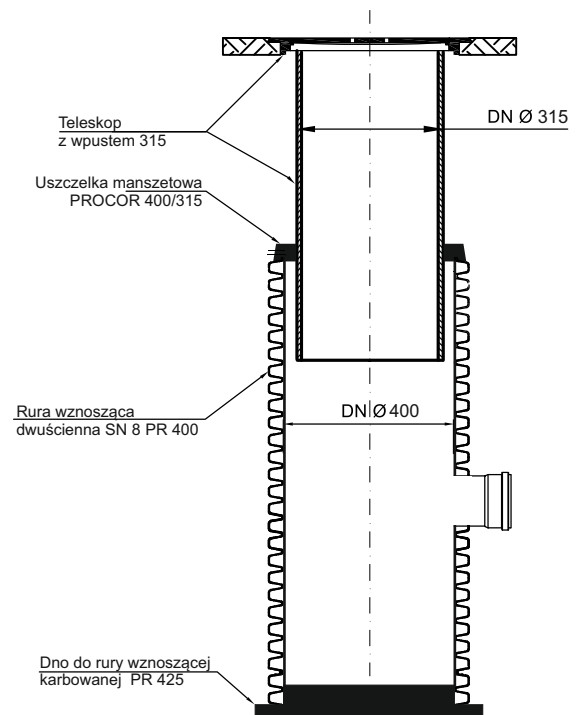 DN Ø 315
Teleskop
z wpustem 315
Uszczelka manszetowa
PROCOR 400/315
Rura wznosząca
dwuścienna SN 8 PR 400
DN Ø 400
Dno do rury wznoszącej
karbowanej PR 425